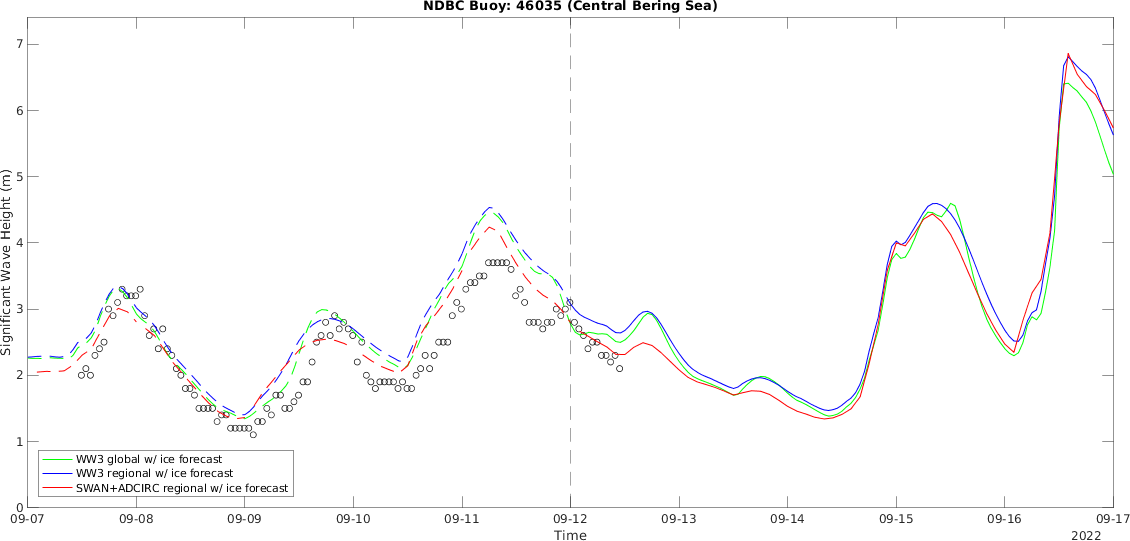 NDBC Buoy: 46035 (Central Bering Sea)
Significant Wave Height (m)
7
6
5
4
3
2
1
0
WW3 global w/ ice forecast
WW3 regional w/ ice forecast
SWAN+ADCIRC regional w/ ice forecast
09-07 09-08 09-09 09-10 09-11 09-12 09-13 09-14 09-15 09-16 09-17
Time
2022